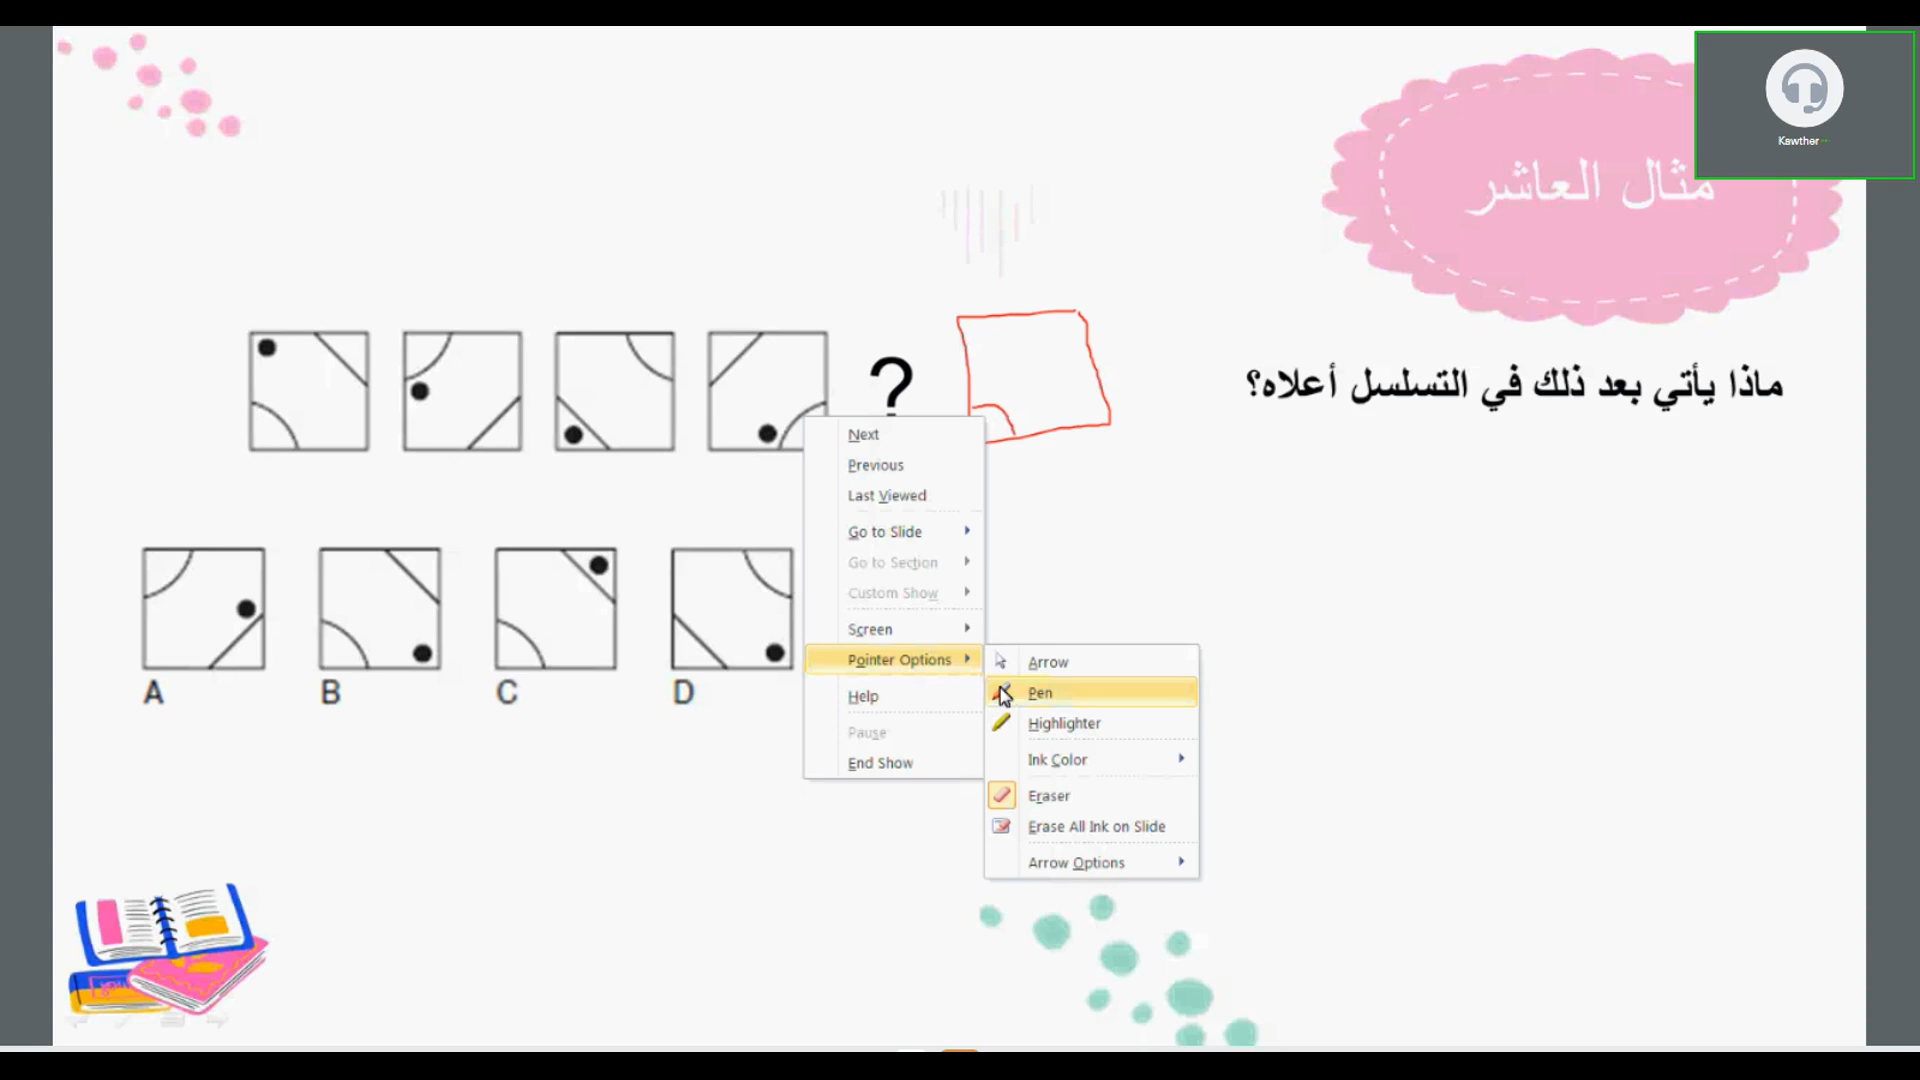 Kawther
مثال العاشر
ماذا يأتي بعد ذلك في التسلسل أعلاه؟
?
Next
Previous
Last Viewed
Go to Slide
Go to Section
Custom Show
Screen
Pointer Options
Help
Pause
End Show
Arrow
Pen
Highlighter
Ink Color
Eraser
Erase All Ink on Slide
Arrow Options
A B C D